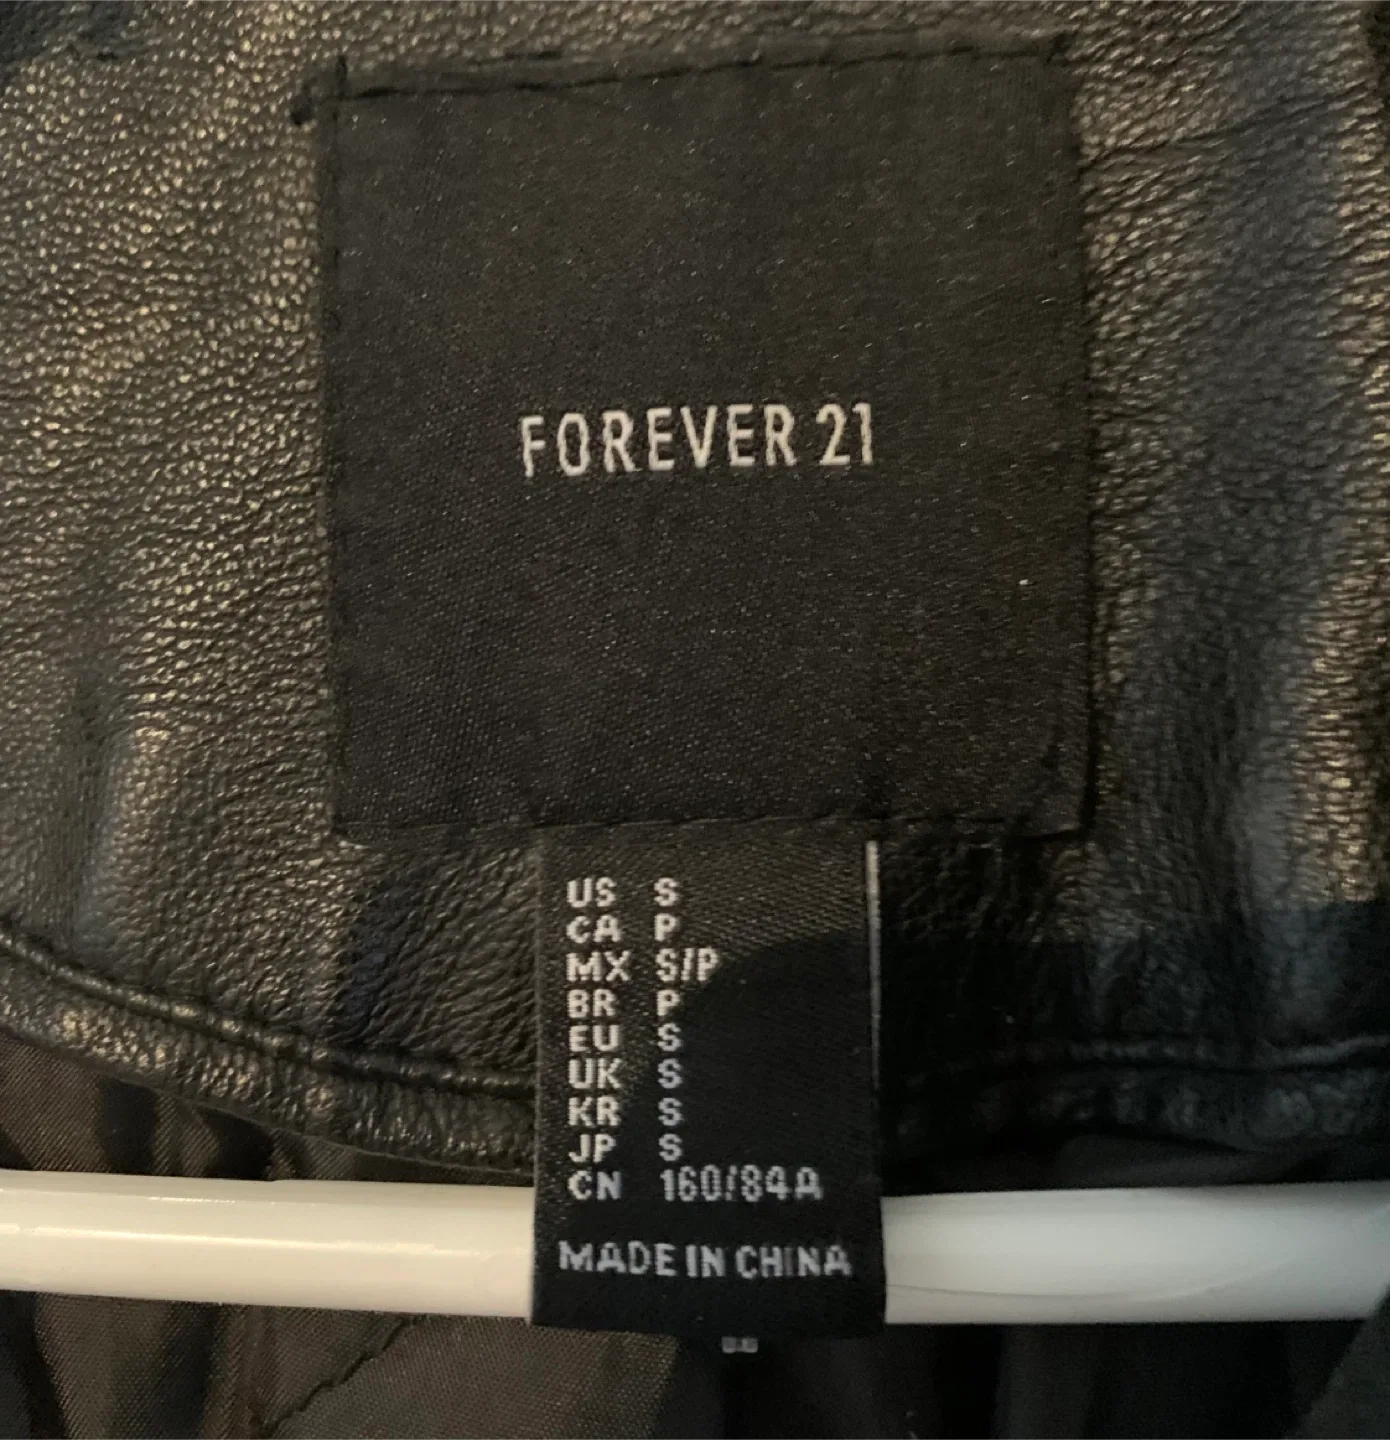 FOREVER 21
US S
CA P
MX S/P
BR P
EU S
UK S
KR S
JP S
CN 160/84A
MADE IN CHINA